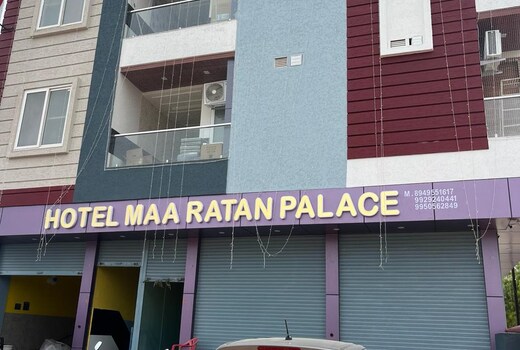 HOTEL MAA RATAN PALACE
M. 8949551617
9929240441
9950562849